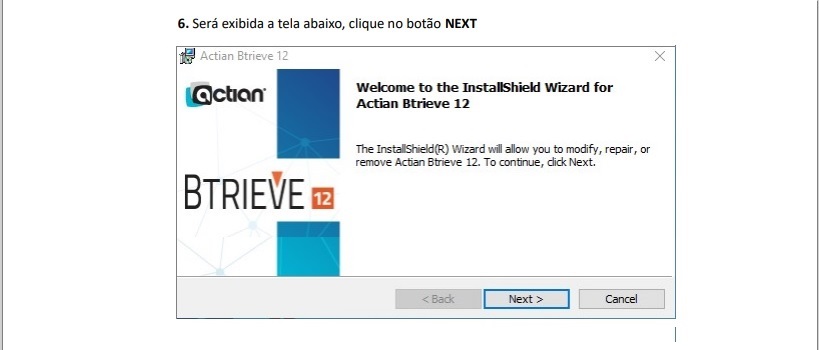 6. Será exibida a tela abaixo, clique no botão NEXT
Actian Btrieve 12
actian
Welcome to the InstallShield Wizard for
Actian Btrieve 12
The InstallShield(R) Wizard will allow you to modify, repair, or
remove Actian Btrieve 12. To continue, click Next.
BTRIEVE 12
< Back
Next >
Cancel